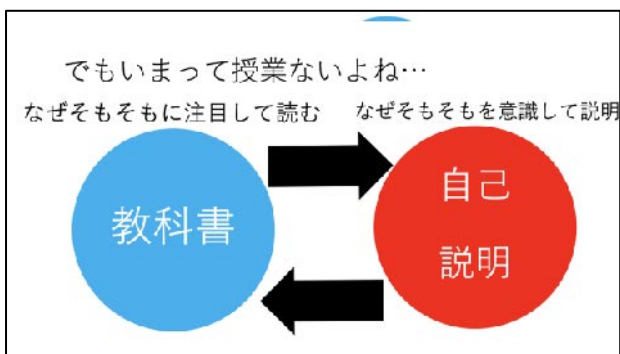 でもいまって授業ないよね…
なぜそもそもに注目して読む
なぜそもそもを意識して説明
教科書
自己
説明